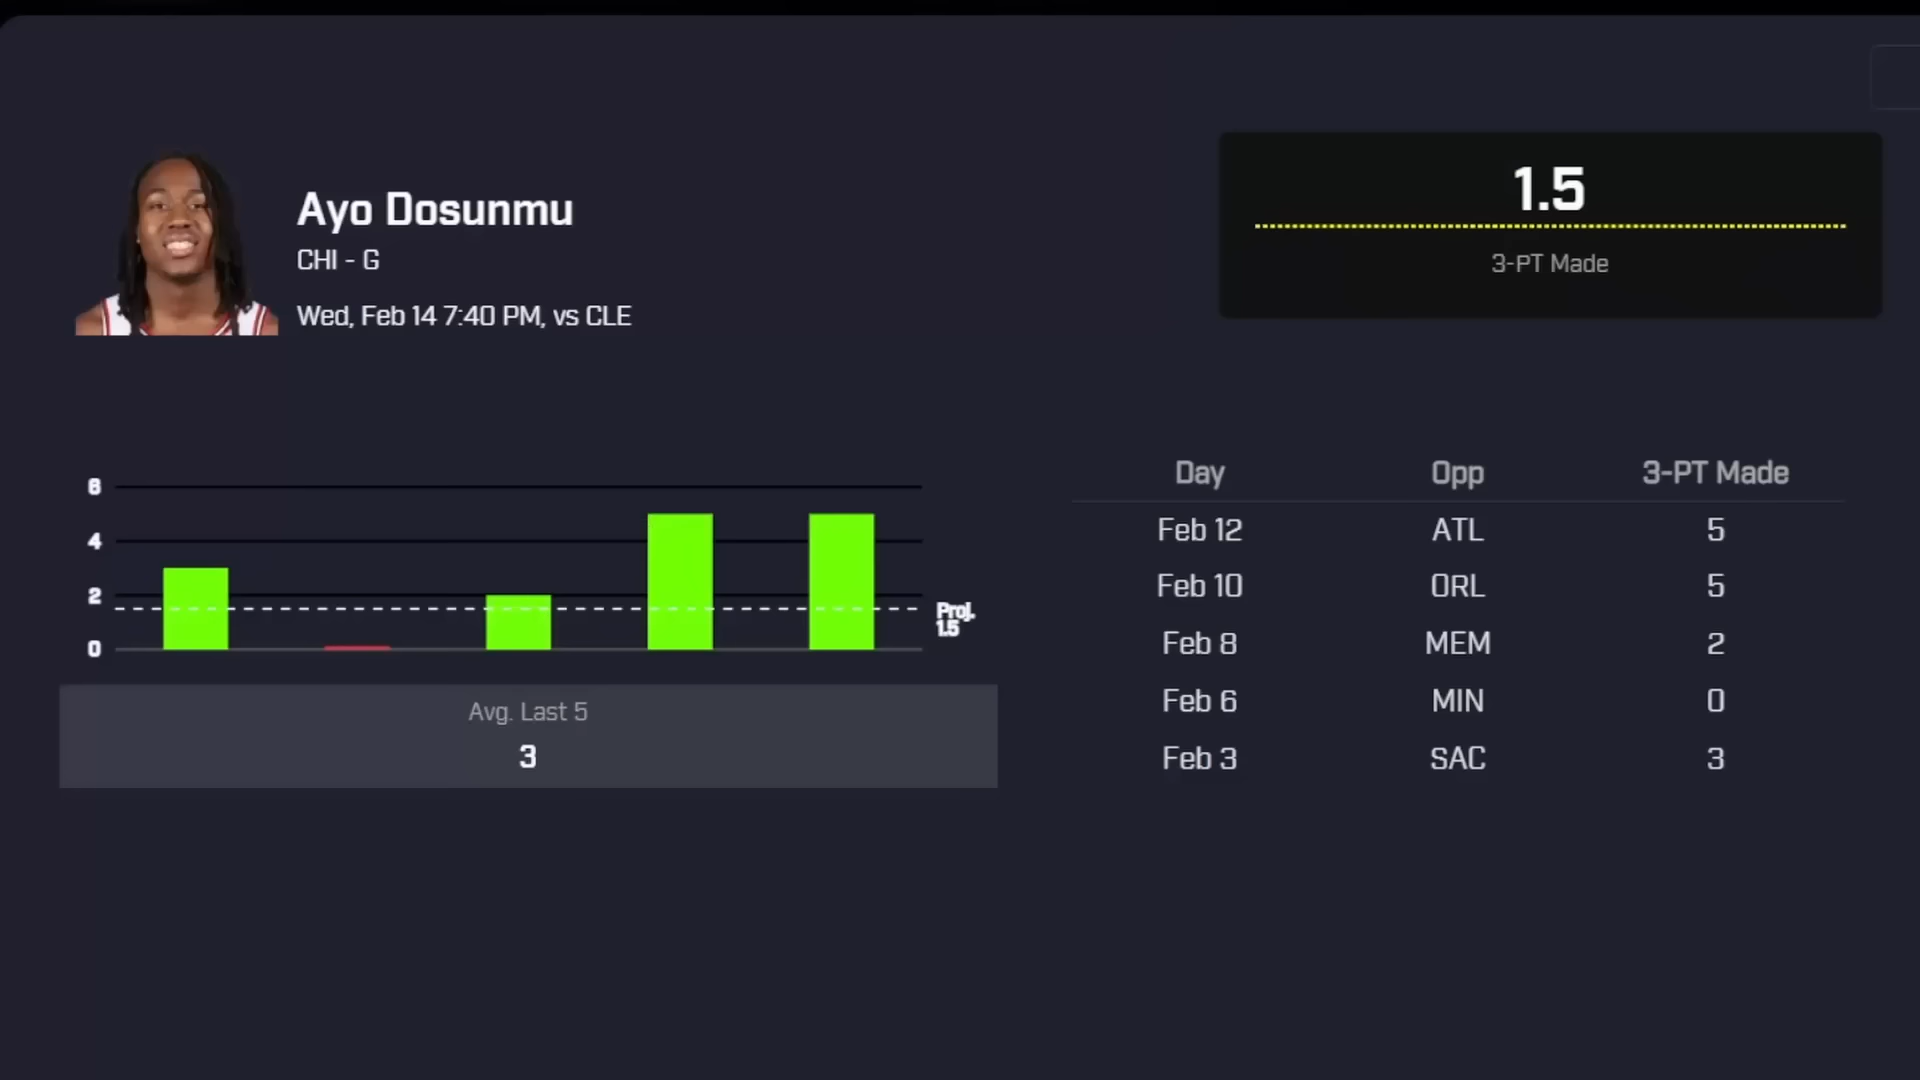 Ayo Dosunmu
CHI - G
Wed, Feb 14 7:40 PM, vs CLE
1.5
3-PT Made
6
4
2
0
Proj.
1.5
Avg. Last 5
3
Day Opp 3-PT Made
Feb 12 ATL 5
Feb 10 ORL 5
Feb 8 MEM 2
Feb 6 MIN 0
Feb 3 SAC 3